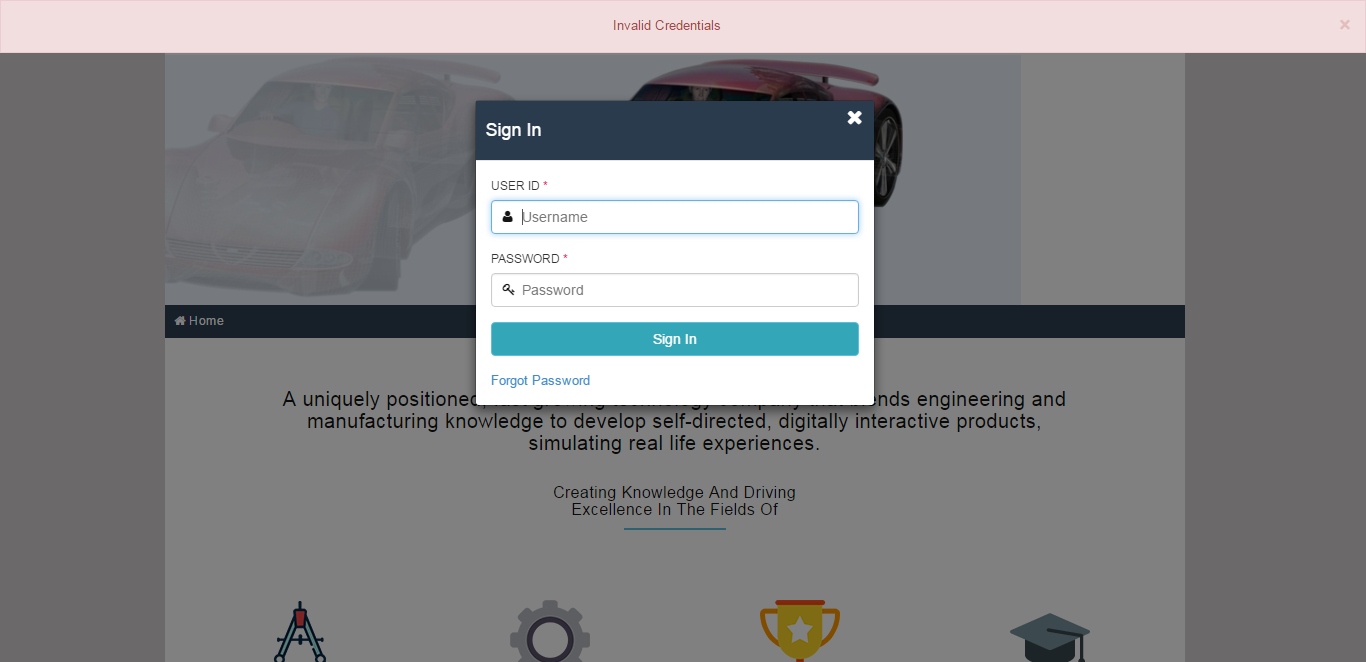 Invalid Credentials
×
Sign In
USER ID *
Username
PASSWORD *
Password
Sign In
Forgot Password
Home
A uniquely positioned, company that engineering and
manufacturing knowledge to develop self-directed, digitally interactive products,
simulating real life experiences.
Creating Knowledge And Driving
Excellence In The Fields Of